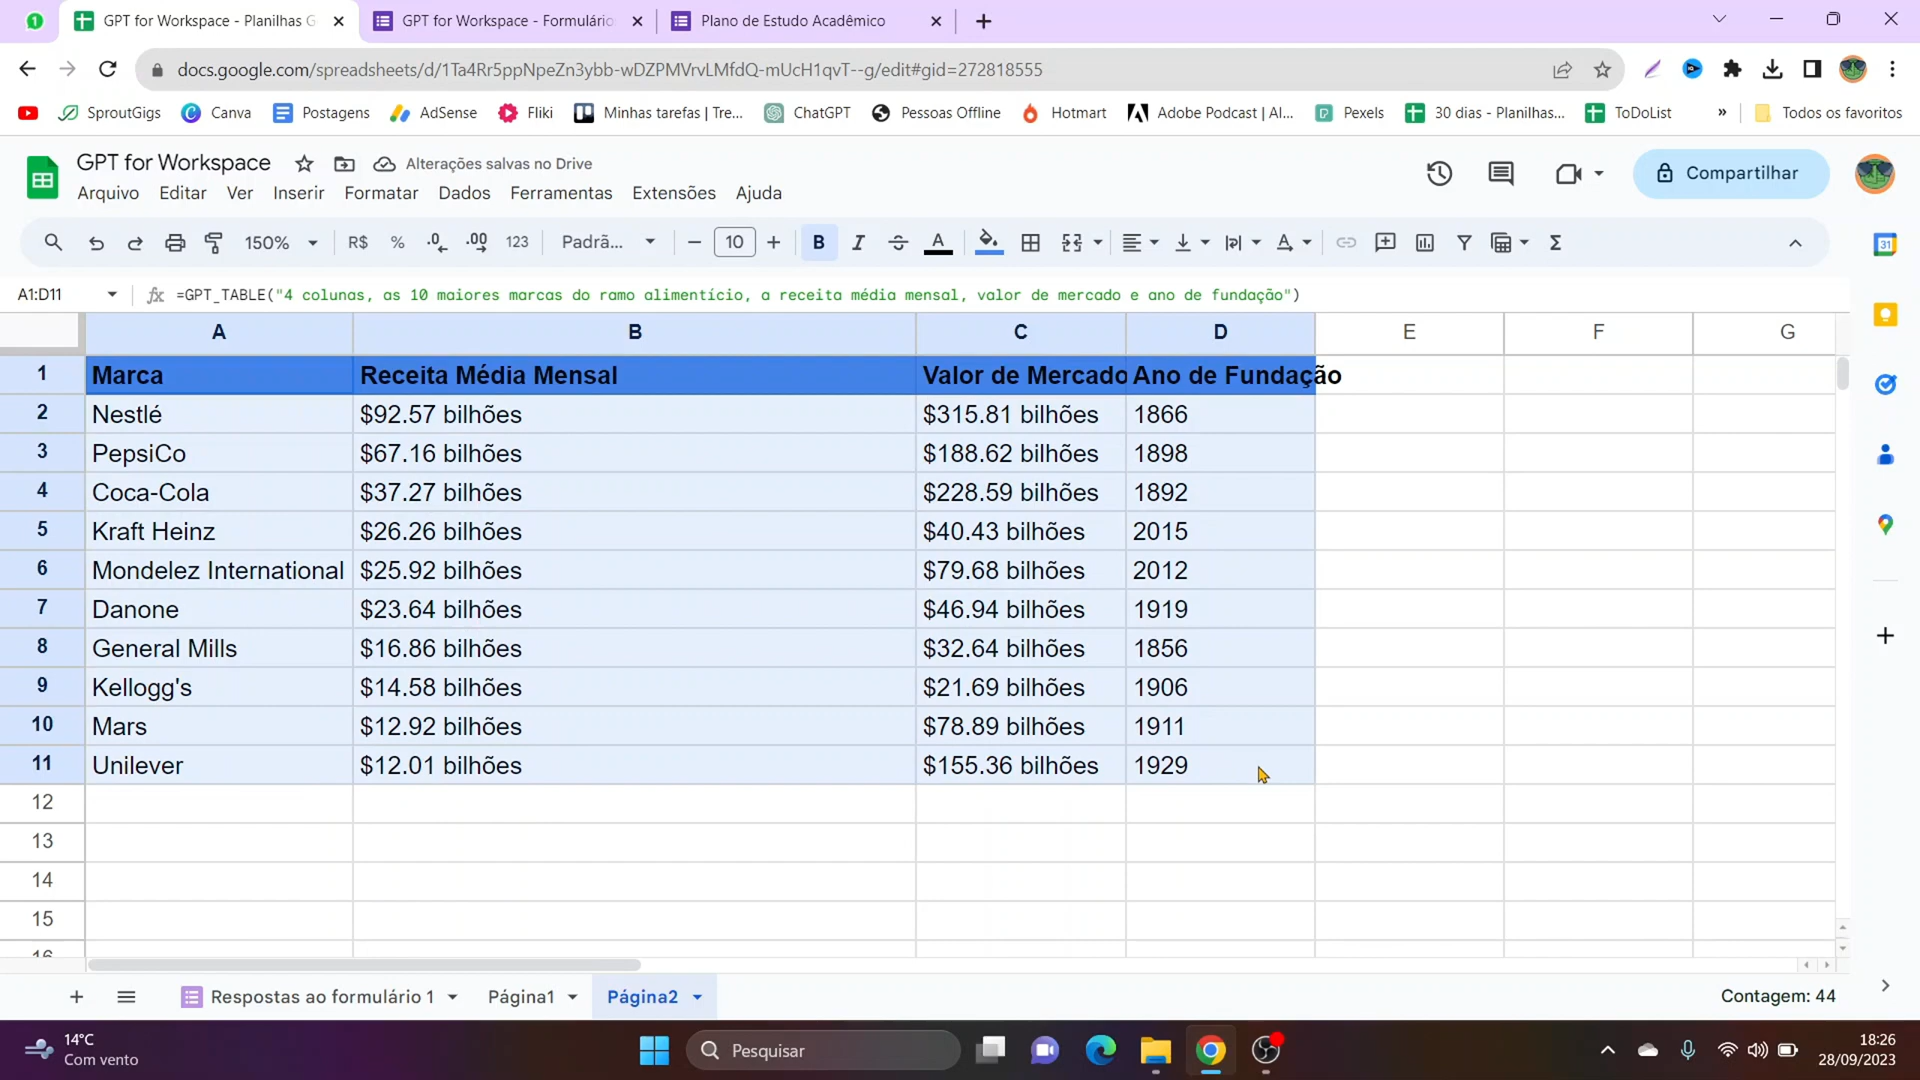 GPT for Workspace - Planilhas G
GPT for Workspace - Formulário
Plano de Estudo Acadêmico
docs.google.com/spreadsheets/d/1Ta4Rr5ppNpeZn3ybb-wDZPMVrvLMfdQ-mUcH1qvT--g/edit#gid=272818555
SproutGigs
Canva
Postagens
AdSense
Fliki
Minhas tarefas | Tre...
ChatGPT
Pessoas Offline
Hotmart
Adobe Podcast | AI...
Pexels
30 dias - Planilhas...
ToDoList
»
Todos os favoritos
GPT for Workspace
Alterações salvas no Drive
Arquivo Editar Ver Inserir Formatar Dados Ferramentas Extensões Ajuda
Compartilhar
150% R$ % .0 .00 123 Padrã... 10 B I A
31
A1:D11
fx =GPT_TABLE("4 colunas, as 10 maiores marcas do ramo alimentício, a receita média mensal, valor de mercado e ano de fundação")
A B C D E F G
1 Marca Receita Média Mensal Valor de Mercado Ano de Fundação
2 Nestlé $92.57 bilhões $315.81 bilhões 1866
3 PepsiCo $67.16 bilhões $188.62 bilhões 1898
4 Coca-Cola $37.27 bilhões $228.59 bilhões 1892
5 Kraft Heinz $26.26 bilhões $40.43 bilhões 2015
6 Mondelez International $25.92 bilhões $79.68 bilhões 2012
7 Danone $23.64 bilhões $46.94 bilhões 1919
8 General Mills $16.86 bilhões $32.64 bilhões 1856
9 Kellogg's $14.58 bilhões $21.69 bilhões 1906
10 Mars $12.92 bilhões $78.89 bilhões 1911
11 Unilever $12.01 bilhões $155.36 bilhões 1929
12
13
14
15
16
Respostas ao formulário 1 Página1 Página2
Contagem: 44
14°C
Com vento
Pesquisar
18:26
28/09/2023